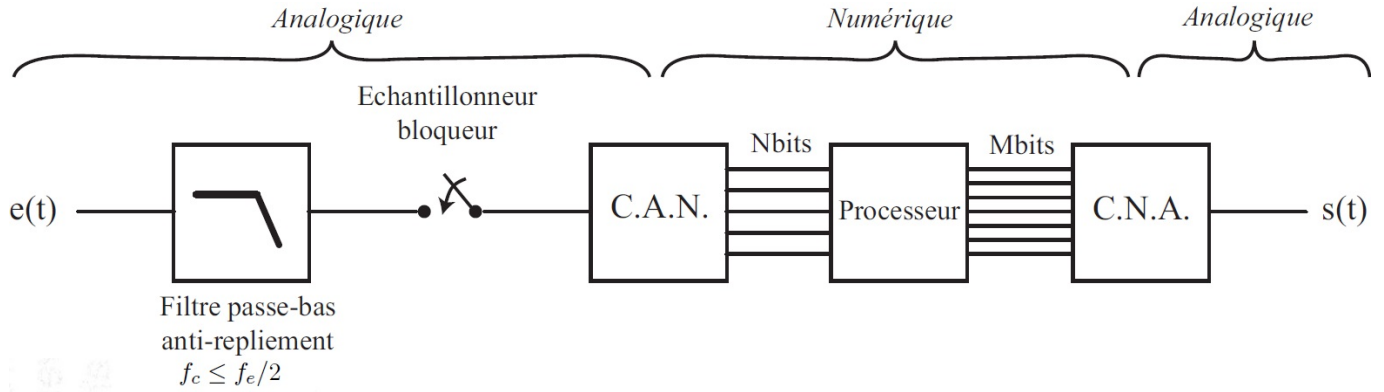 Analogique
Numérique
Analogique
Echantillonneur
bloqueur
Nbits
Mbits
e(t)
C.A.N.
Processeur
C.N.A.
s(t)
Filtre passe-bas
anti-repliement
f_c ≤ f_e/2